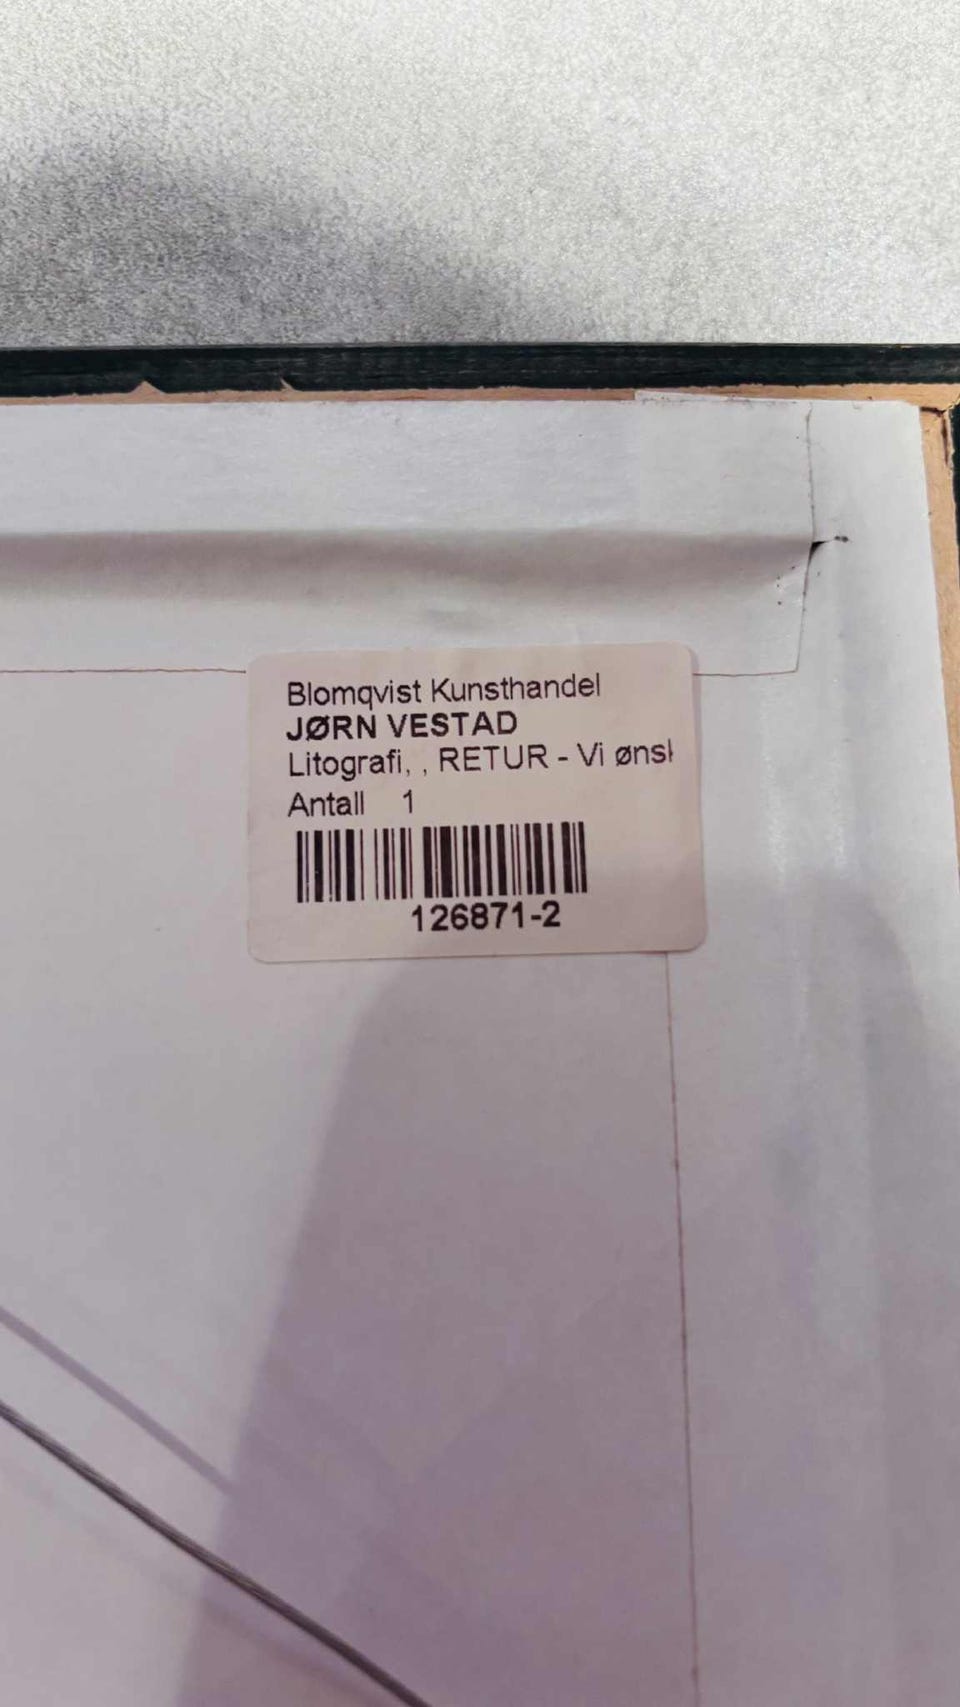 Blomqvist Kunsthandel
JØRN VESTAD
Litografi, , RETUR - Vi
Antall 1
126871-2